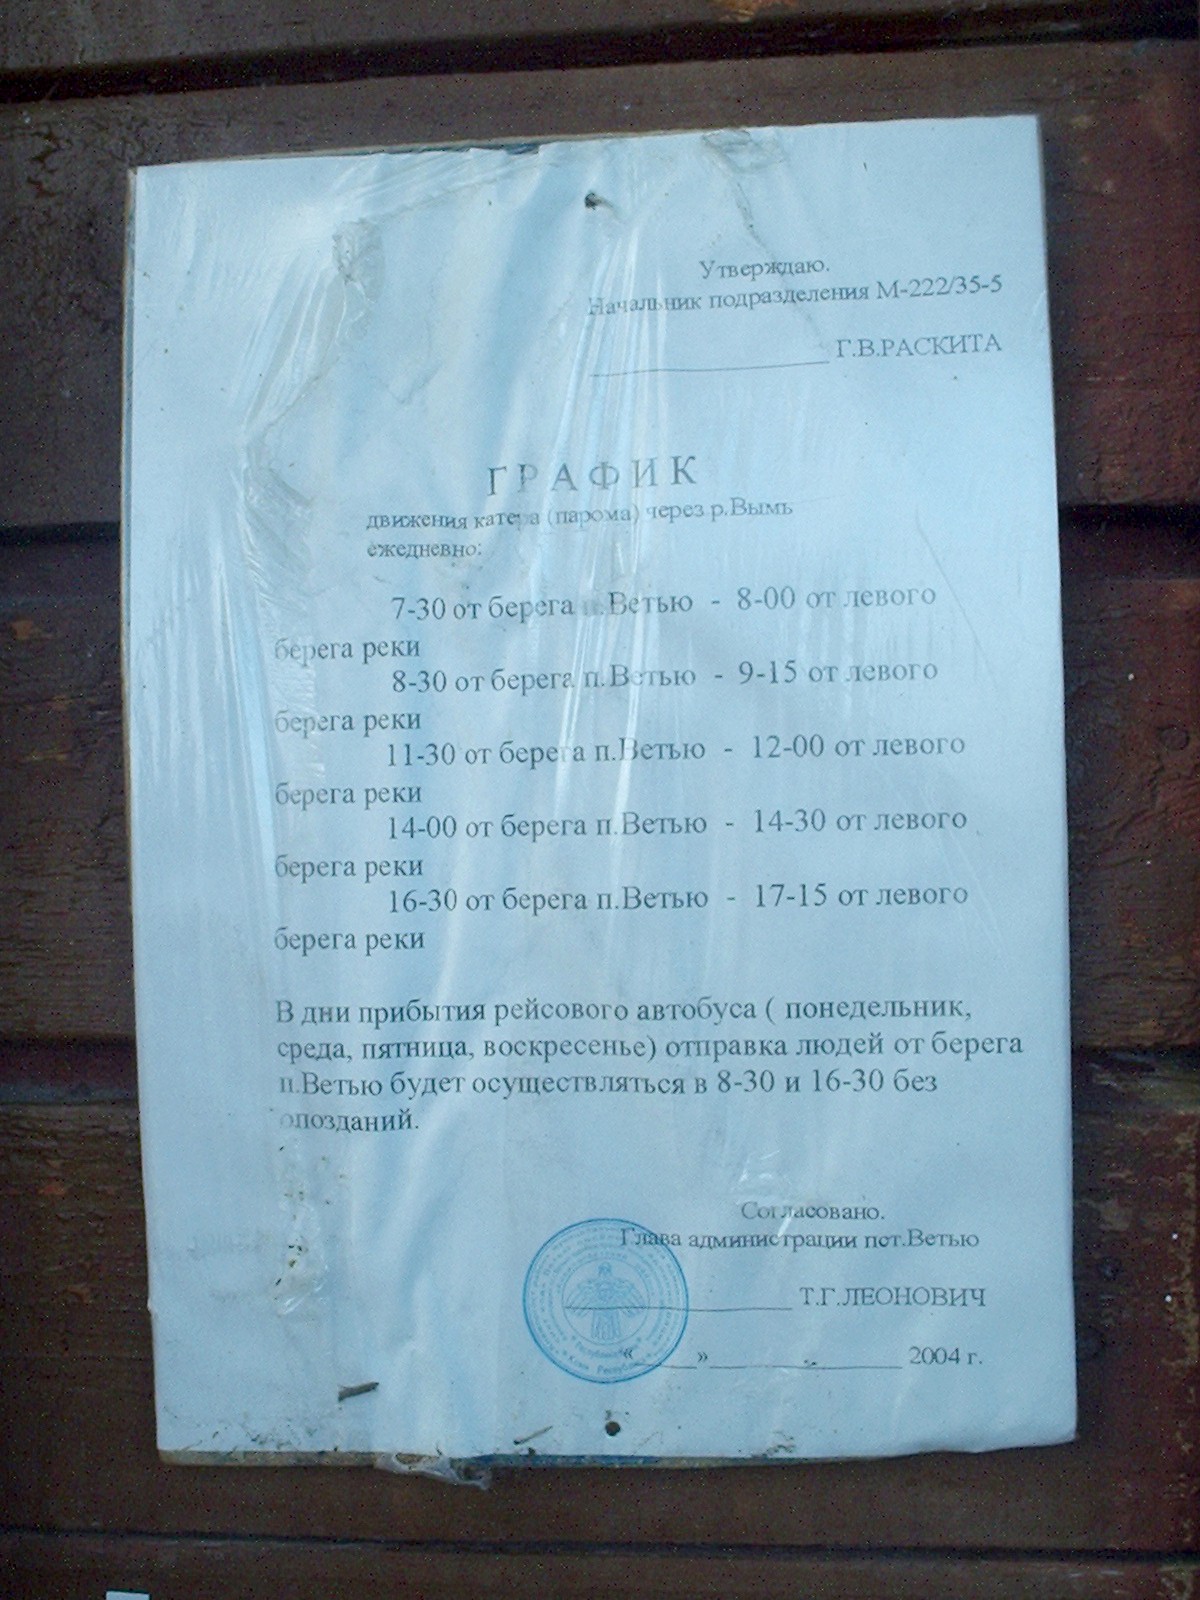 Утверждаю.
Начальник подразделения М-222/35-5
____________ Г.В.РАСКИТА
ГРАФИК
движения катера (парома) через р.Вымь
ежедневно:
7-30 от берега п.Ветью - 8-00 от левого
берега реки
8-30 от берега п.Ветью - 9-15 от левого
берега реки
11-30 от берега п.Ветью - 12-00 от левого
берега реки
14-00 от берега п.Ветью - 14-30 от левого
берега реки
16-30 от берега п.Ветью - 17-15 от левого
берега реки
В дни прибытия рейсового автобуса ( понедельник,
среда, пятница, воскресенье) отправка людей от берега
п.Ветью будет осуществляться в 8-30 и 16-30 без
опозданий.
Согласовано.
Глава администрации пст.Ветью
____________ Т.Г.ЛЕОНОВИЧ
«____»____________ 2004 г.